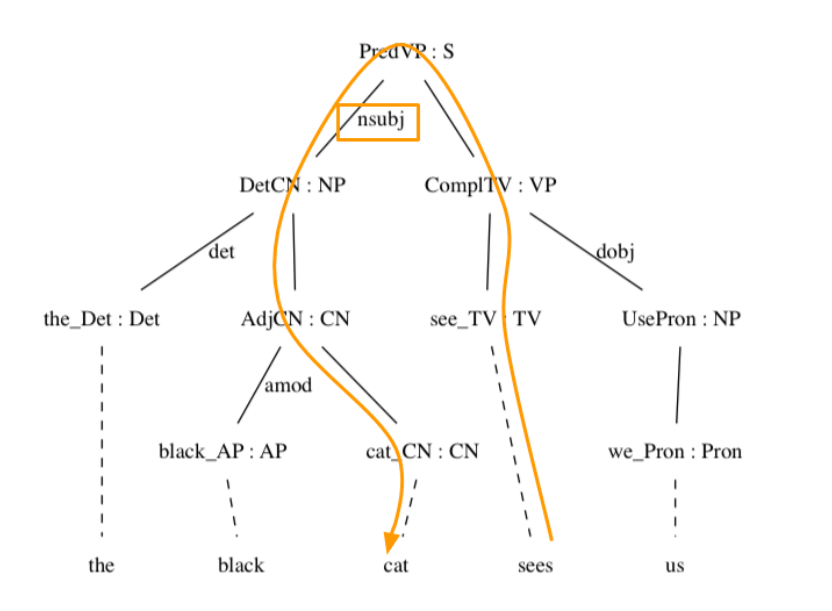 PredVP : S
nsubj
DetCN : NP ComplTV : VP
det dobj
the_Det : Det AdjCN : CN see_TV : TV UsePron : NP
amod
black_AP : AP cat_CN : CN we_Pron : Pron
the black cat sees us